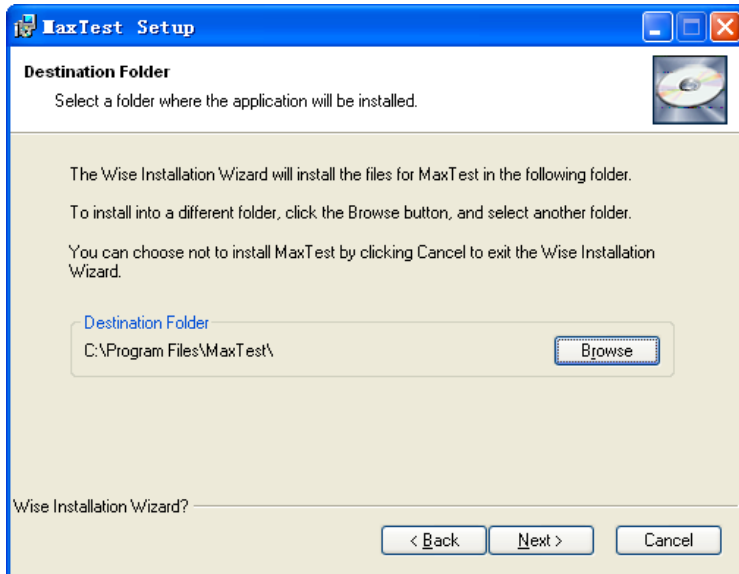 MaxTest Setup
Destination Folder
Select a folder where the application will be installed.
The Wise Installation Wizard will install the files for MaxTest in the following folder.
To install into a different folder, click the Browse button, and select another folder.
You can choose not to install MaxTest by clicking Cancel to exit the Wise Installation
Wizard.
Destination Folder
C:\Program Files\MaxTest\
Browse
Wise Installation Wizard?
< Back
Next >
Cancel